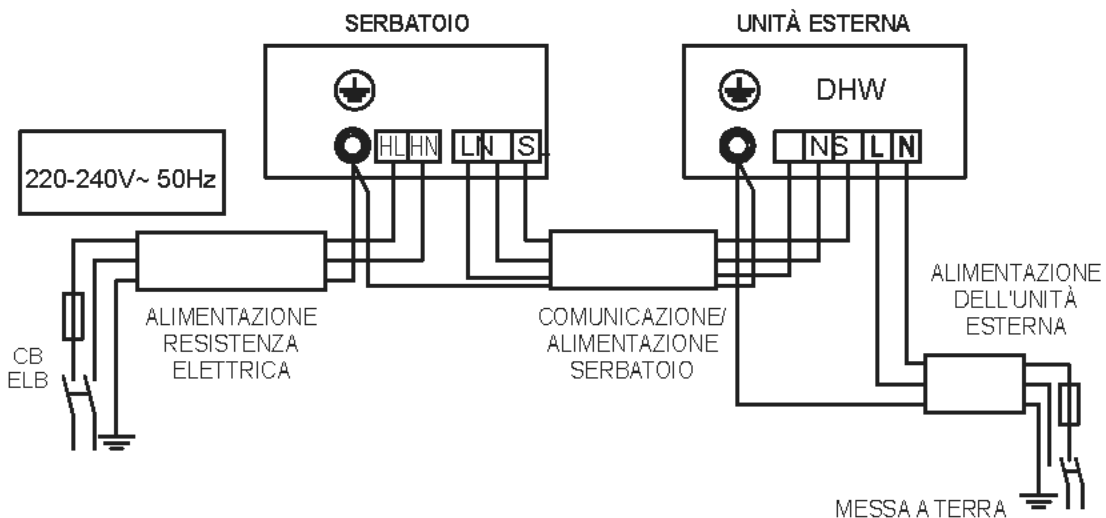 SERBATOIO
UNITÀ ESTERNA
DHW
HL HN LN S
N S L N
220-240V~ 50Hz
ALIMENTAZIONE
RESISTENZA
ELETTRICA
COMUNICAZIONE/
ALIMENTAZIONE
SERBATOIO
ALIMENTAZIONE
DELL'UNITÀ
ESTERNA
CB
ELB
MESSA A TERRA